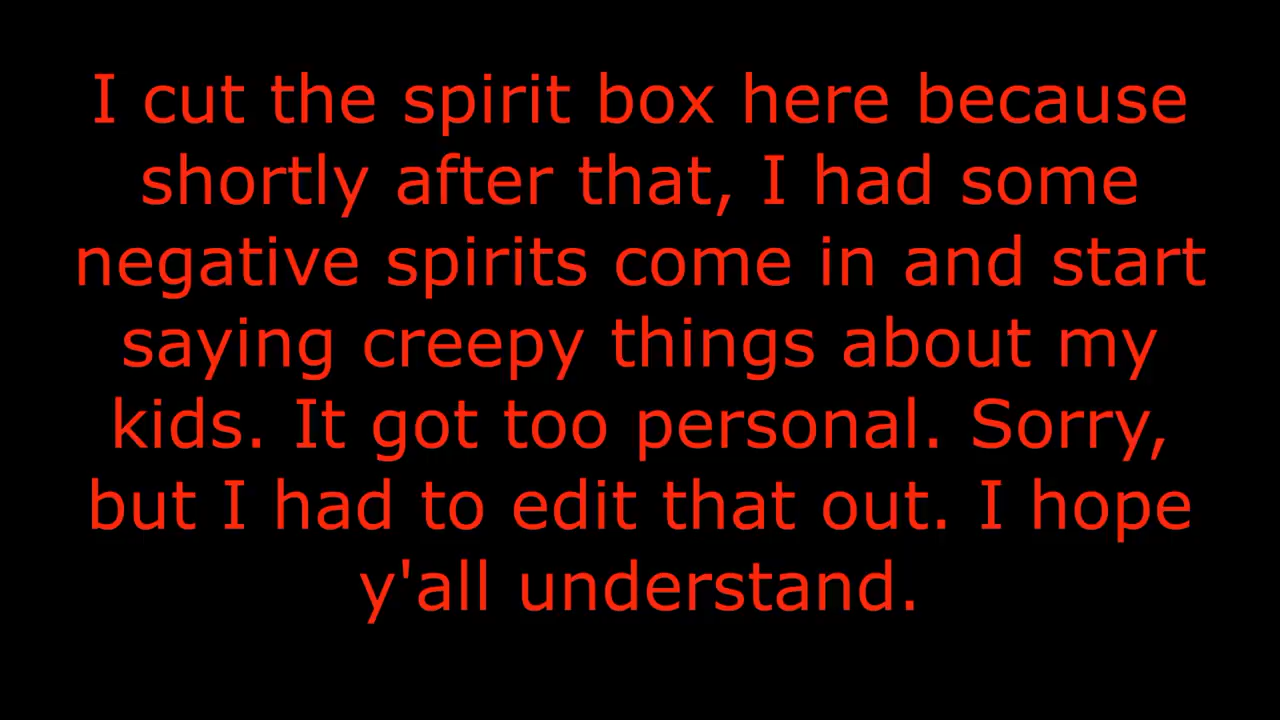 I cut the spirit box here because
shortly after that, I had some
negative spirits come in and start
saying creepy things about my
kids. It got too personal. Sorry,
but I had to edit that out. I hope
y'all understand.